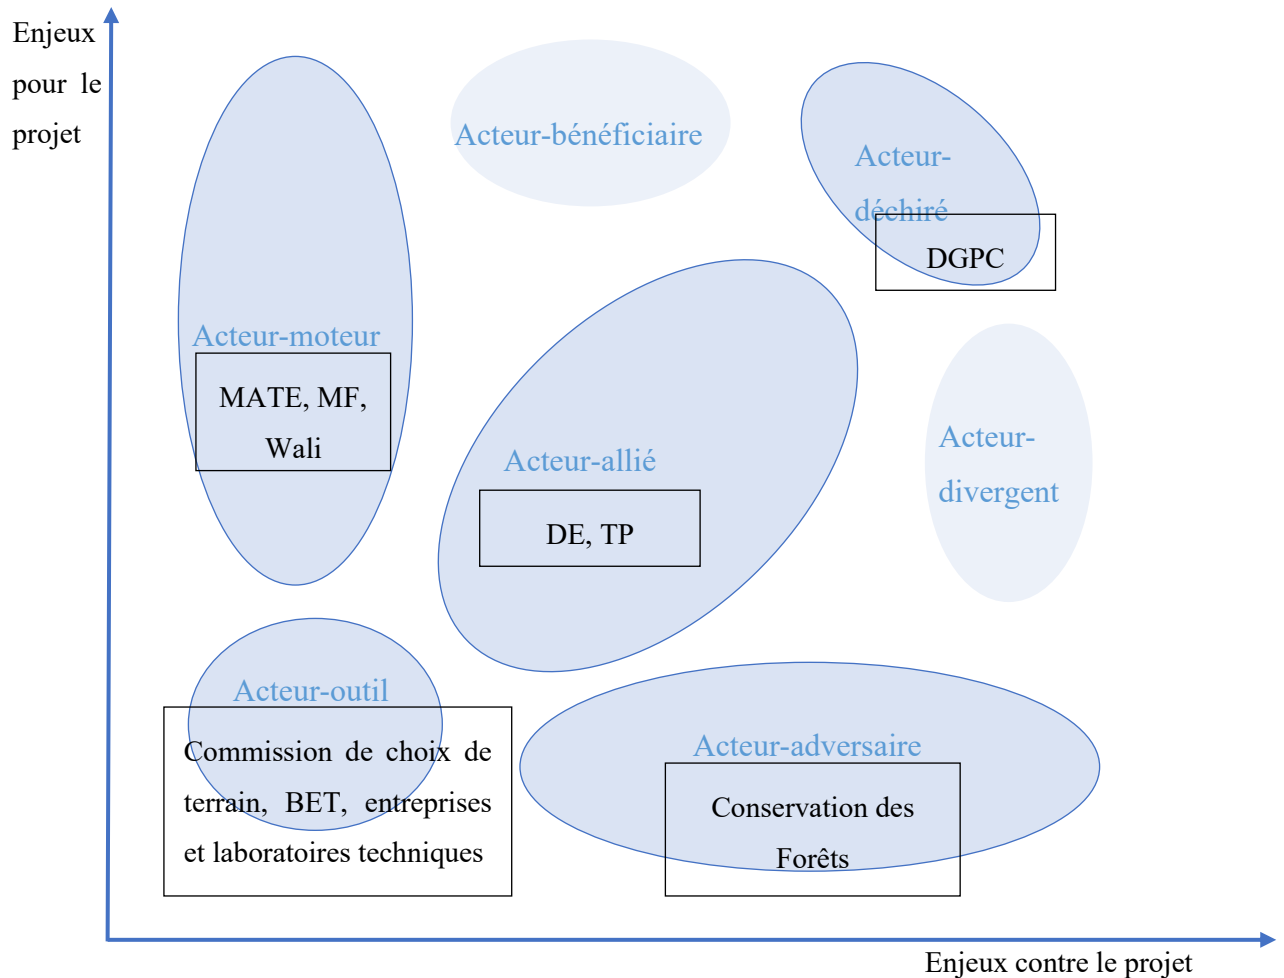 Enjeux
pour le
projet
Acteur-bénéficiaire
Acteur-
déchiré
DGPC
Acteur-moteur
MATE, MF,
Wali
Acteur-allié
DE, TP
Acteur-
divergent
Acteur-outil
Commission de choix de
terrain, BET, entreprises
et laboratoires techniques
Acteur-adversaire
Conservation des
Forêts
Enjeux contre le projet